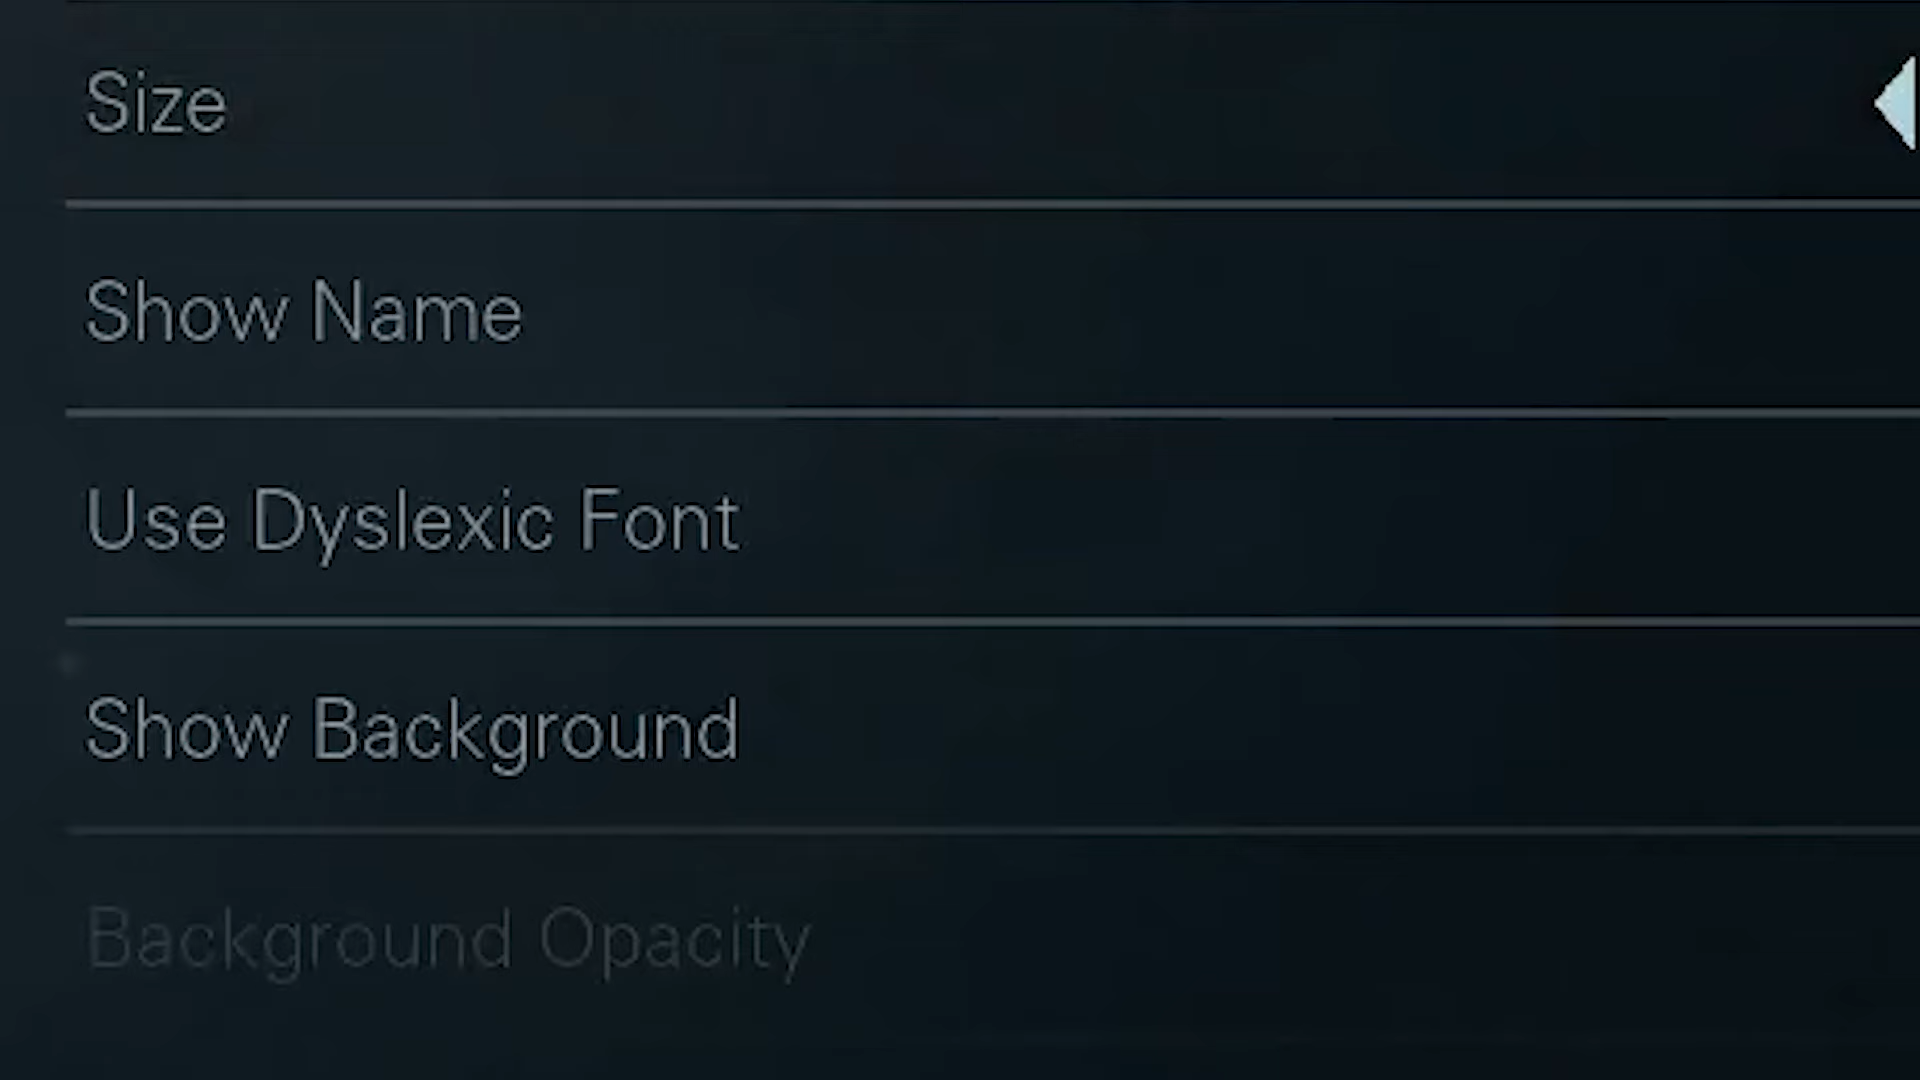 Size
Show Name
Use Dyslexic Font
Show Background
Background Opacity